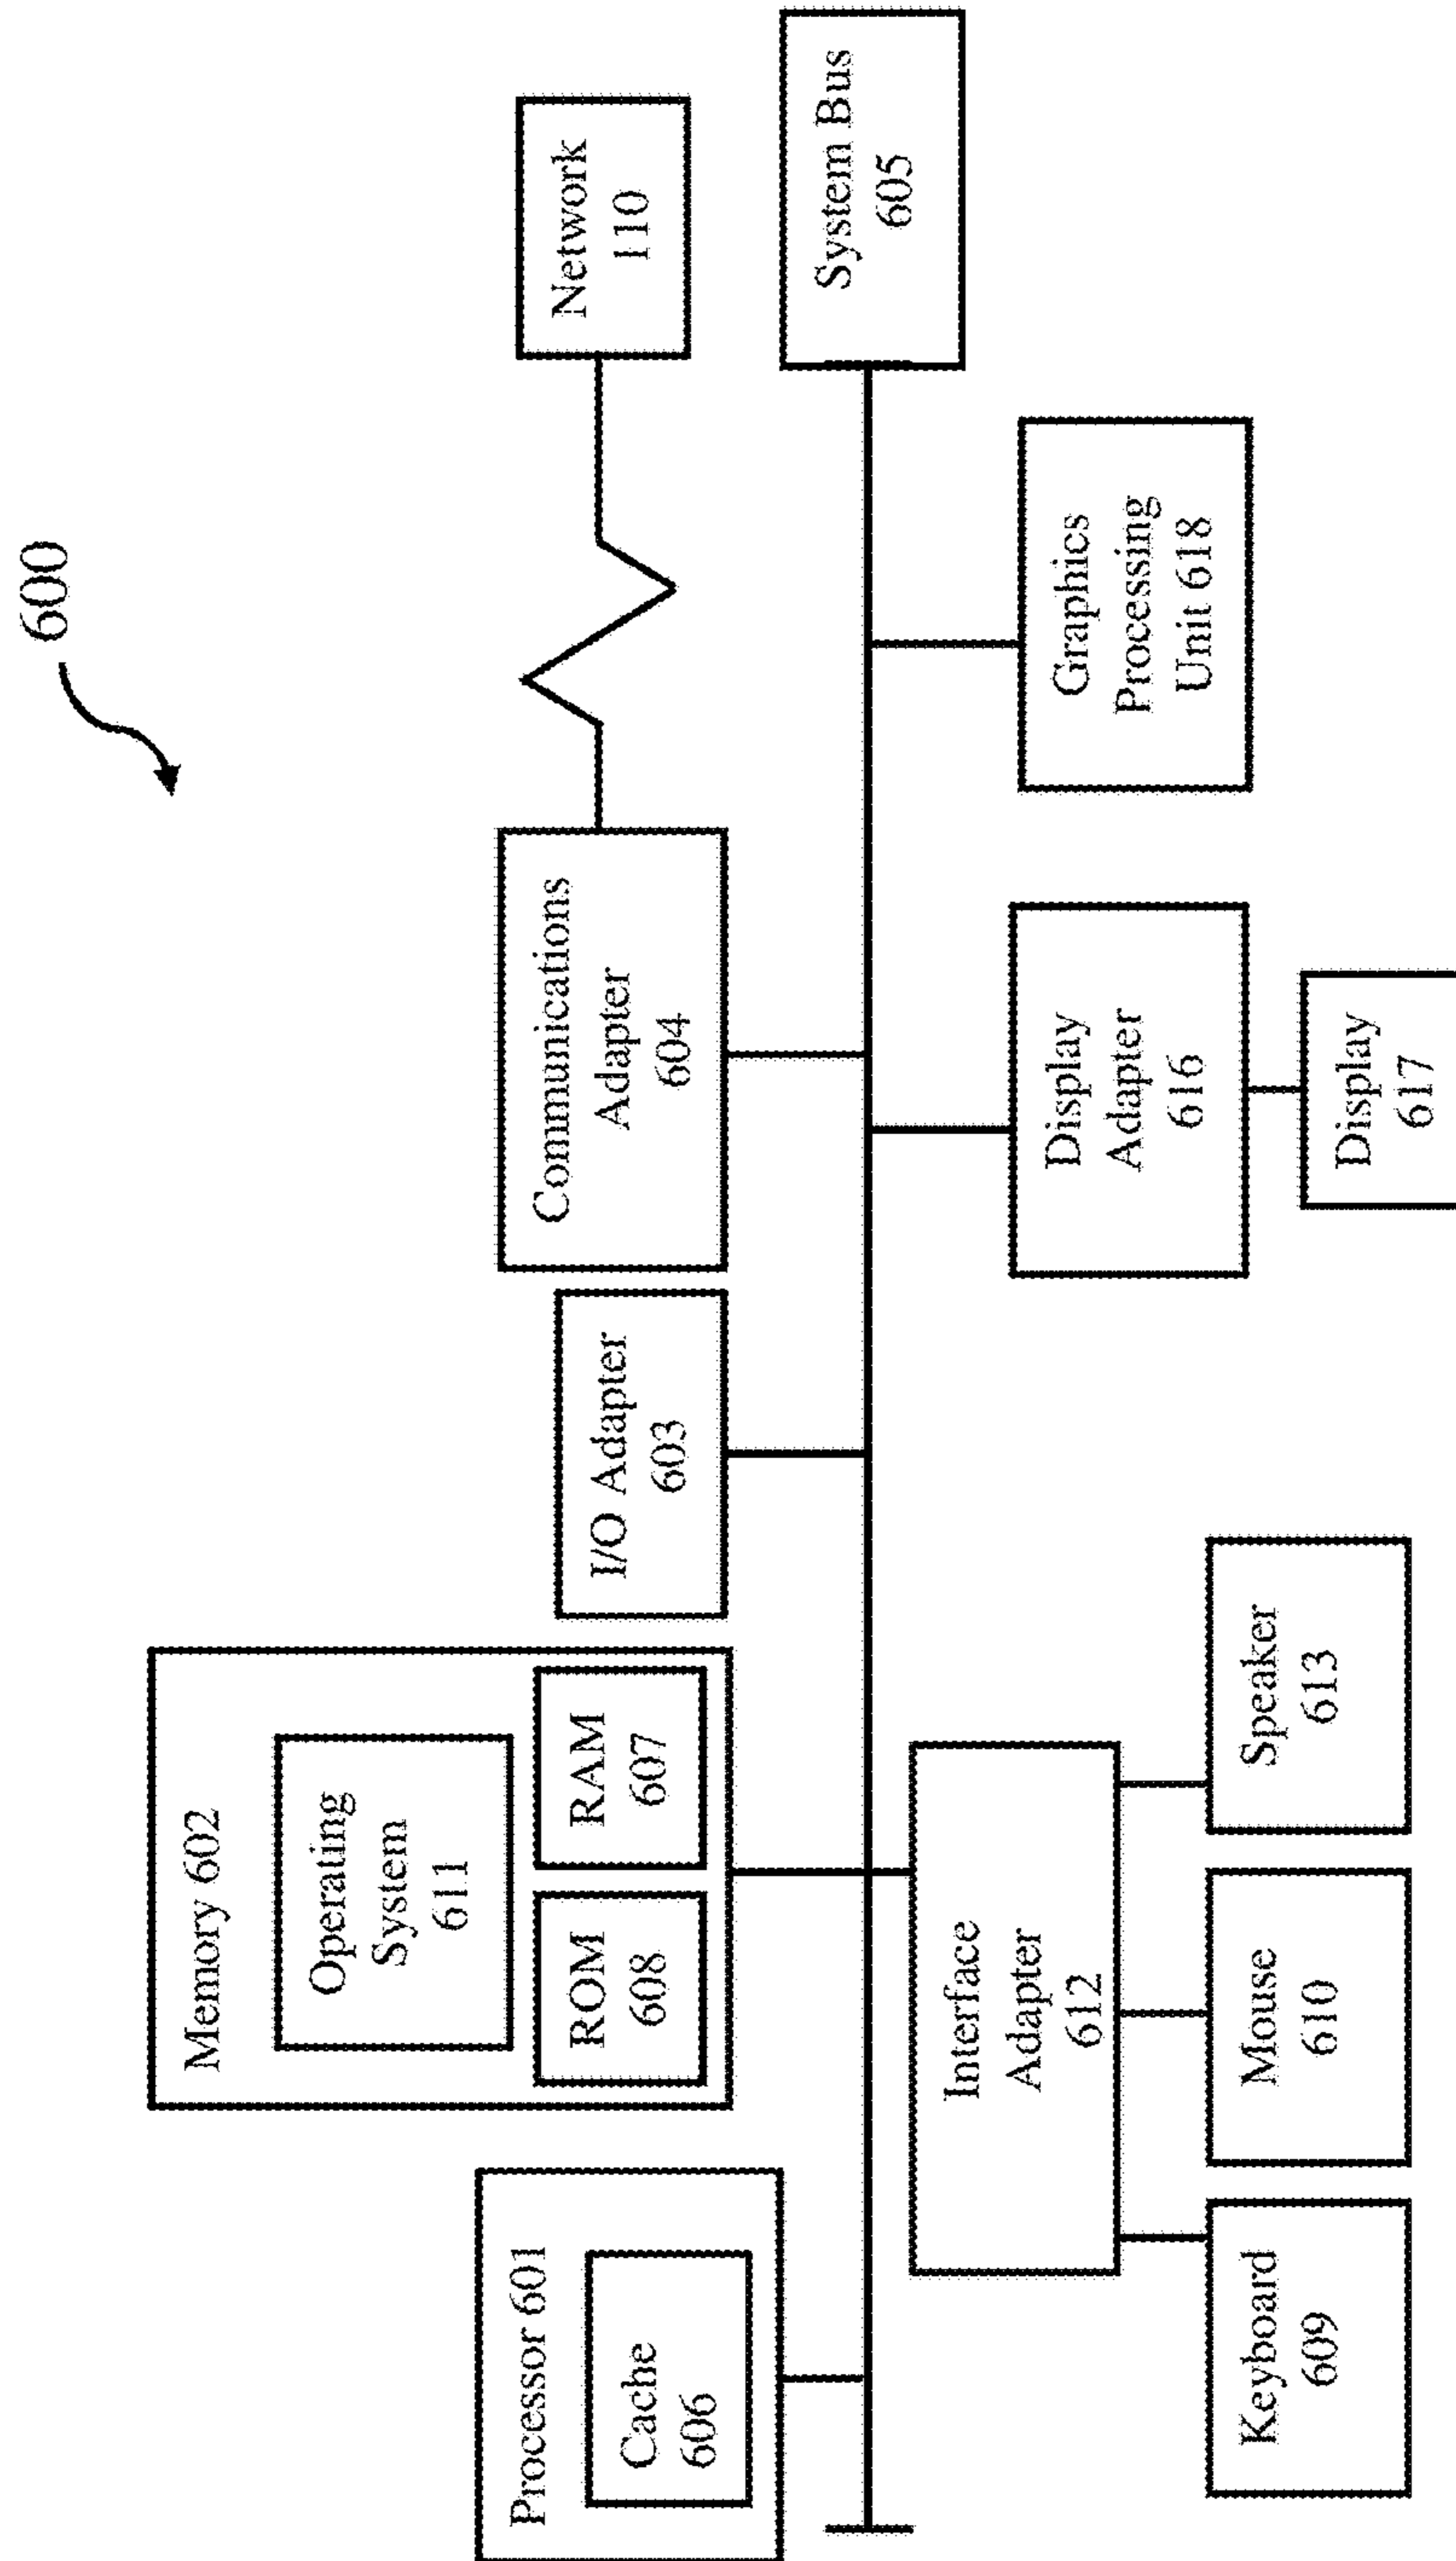 600
Processor 601
Cache
606
Memory 602
Operating
System
611
ROM
608
RAM
607
I/O Adapter
603
Communications
Adapter
604
Network
110
System Bus
605
Interface
Adapter
612
Keyboard
609
Mouse
610
Speaker
613
Display
Adapter
616
Display
617
Graphics
Processing
Unit 618